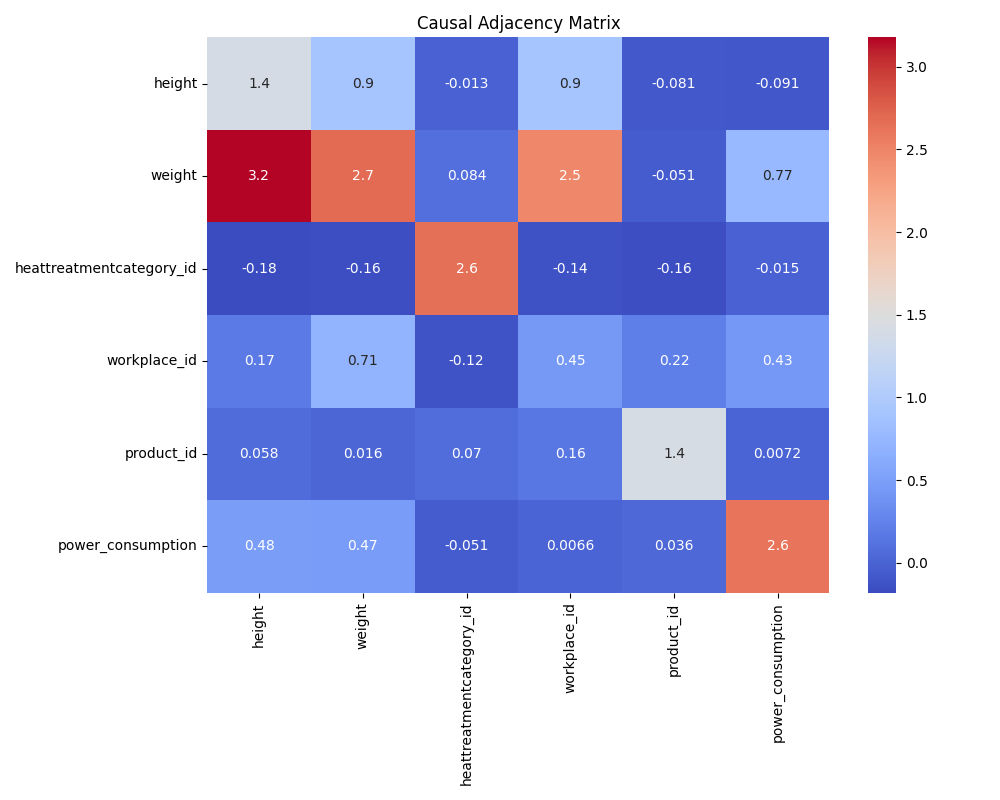 Causal Adjacency Matrix
height 1.4 0.9 -0.013 0.9 -0.081 -0.091
weight 3.2 2.7 0.084 2.5 -0.051 0.77
heattreatmentcategory_id -0.18 -0.16 2.6 -0.14 -0.16 -0.015
workplace_id 0.17 0.71 -0.12 0.45 0.22 0.43
product_id 0.058 0.016 0.07 0.16 1.4 0.0072
power_consumption 0.48 0.47 -0.051 0.0066 0.036 2.6
height weight heattreatmentcategory_id workplace_id product_id power_consumption
3.0
2.5
2.0
1.5
1.0
0.5
0.0